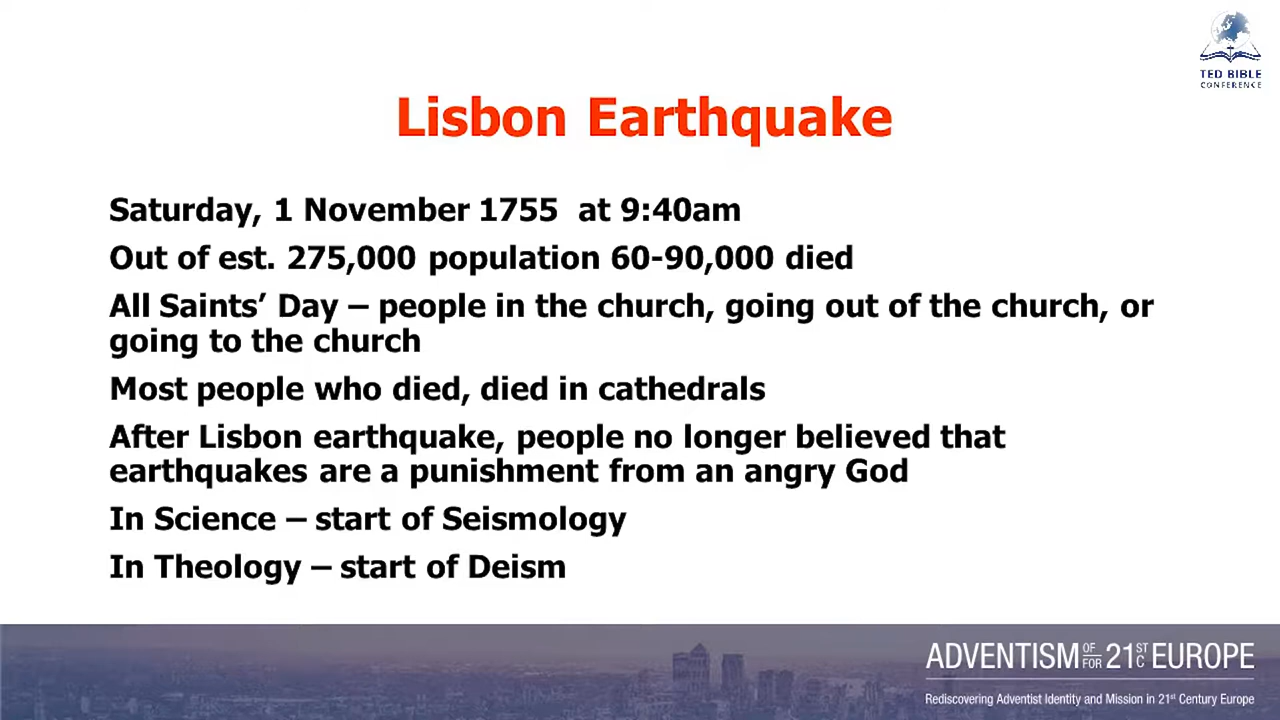 TED BIBLE
CONFERENCE
Lisbon Earthquake
Saturday, 1 November 1755  at 9:40am
Out of est. 275,000 population 60-90,000 died
All Saints’ Day – people in the church, going out of the church, or
going to the church
Most people who died, died in cathedrals
After Lisbon earthquake, people no longer believed that
earthquakes are a punishment from an angry God
In Science – start of Seismology
In Theology – start of Deism
ADVENTISM OF/FOR 21ST C EUROPE
Rediscovering Adventist Identity and Mission in 21st Century Europe